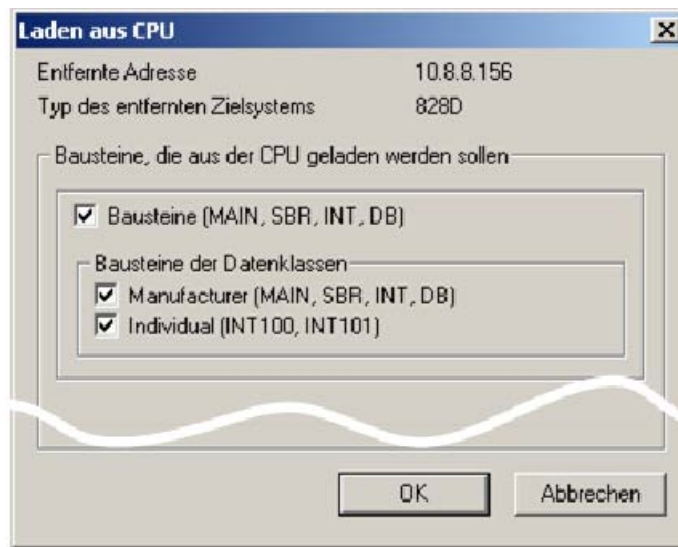 Laden aus CPU
Entfernte Adresse 10.8.8.156
Typ des entfernten Zielsystems 828D
Bausteine, die aus der CPU geladen werden sollen
Bausteine (MAIN, SBR, INT, DB)
Bausteine der Datenklassen
Manufacturer (MAIN, SBR, INT, DB)
Individual (INT100, INT101)
OK Abbrechen